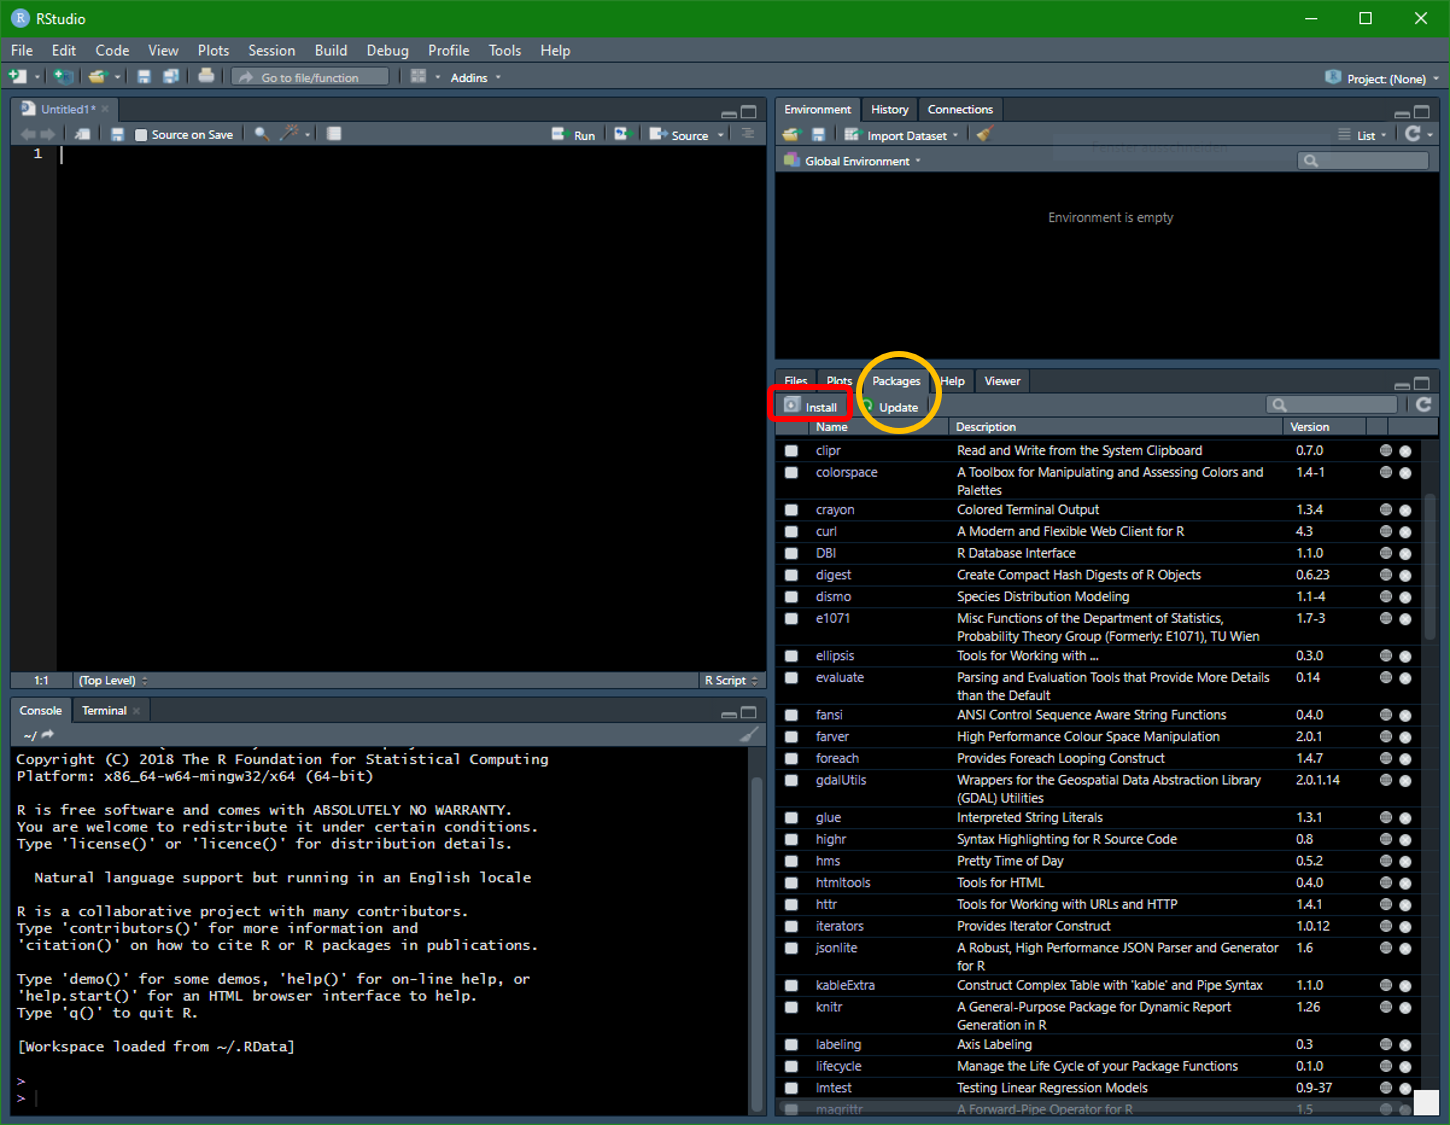 RStudio
File Edit Code View Plots Session Build Debug Profile Tools Help
Go to file/function Addins Project: (None)
Untitled1*
Source on Save Run Source
1
1:1 (Top Level) R Script
Environment History Connections
Import Dataset List
Global Environment
Environment is empty
Files Plots Packages Help Viewer
Install Update
Name Description Version
clipr Read and Write from the System Clipboard 0.7.0
colorspace A Toolbox for Manipulating and Assessing Colors and 1.4-1
Palettes
crayon Colored Terminal Output 1.3.4
curl A Modern and Flexible Web Client for R 4.3
DBI R Database Interface 1.1.0
digest Create Compact Hash Digests of R Objects 0.6.23
dismo Species Distribution Modeling 1.1-4
e1071 Misc Functions of the Department of Statistics, 1.7-3
Probability Theory Group (Formerly: E1071), TU Wien
ellipsis Tools for Working with ... 0.3.0
evaluate Parsing and Evaluation Tools that Provide More Details 0.14
than the Default
fansi ANSI Control Sequence Aware String Functions 0.4.0
farver High Performance Colour Space Manipulation 2.0.1
foreach Provides Foreach Looping Construct 1.4.7
gdalUtils Wrappers for the Geospatial Data Abstraction Library 2.0.1.14
(GDAL) Utilities
glue Interpreted String Literals 1.3.1
highr Syntax Highlighting for R Source Code 0.8
hms Pretty Time of Day 0.5.2
htmltools Tools for HTML 0.4.0
httr Tools for Working with URLs and HTTP 1.4.1
iterators Provides Iterator Construct 1.0.12
jsonlite A Robust, High Performance JSON Parser and Generator 1.6
for R
kableExtra Construct Complex Table with 'kable' and Pipe Syntax 1.1.0
knitr A General-Purpose Package for Dynamic Report 1.26
Generation in R
labeling Axis Labeling 0.3
lifecycle Manage the Life Cycle of your Package Functions 0.1.0
lmtest Testing Linear Regression Models 0.9-37
magrittr A Forward-Pipe Operator for R 1.5
Console Terminal
~/
Copyright (C) 2018 The R Foundation for Statistical Computing
Platform: x86_64-w64-mingw32/x64 (64-bit)
R is free software and comes with ABSOLUTELY NO WARRANTY.
You are welcome to redistribute it under certain conditions.
Type 'license()' or 'licence()' for distribution details.
Natural language support but running in an English locale
R is a collaborative project with many contributors.
Type 'contributors()' for more information and
'citation()' on how to cite R or R packages in publications.
Type 'demo()' for some demos, 'help()' for on-line help, or
'help.start()' for an HTML browser interface to help.
Type 'q()' to quit R.
[Workspace loaded from ~/.RData]
>
>